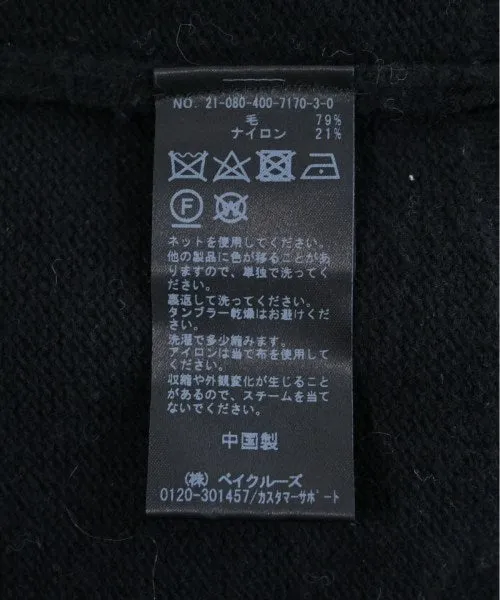 NO. 21-080-400-7170-3-0
毛 79%
ナイロン 21%
F
W
ネットを使用してください。
他の製品に色が移ることがあ
りますので、単独で洗ってく
ださい。
裏返して洗ってください。
タンブラー乾燥はお避けくだ
さい。
洗濯で多少縮みます。
アイロンは当て布を使用して
ください。
収縮や外観変化が生じること
があるので、スチームを当て
ないでください。
中国製
(株) ベイクルーズ
0120-301457/カスタマーサポート